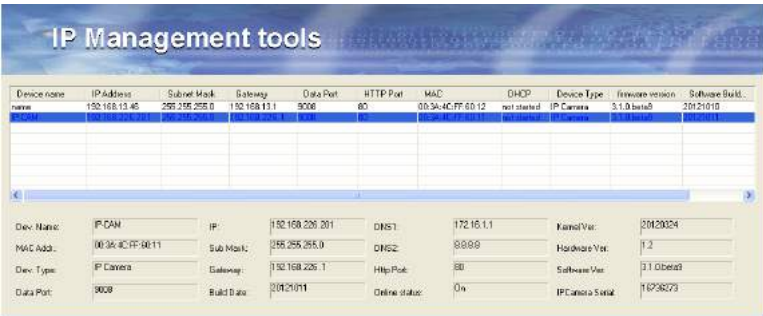 IP Management tools
Device name IP Address Subnet Mask Gateway Data Port HTTP Port MAC DHCP Device Type firmware version Software Build..
name 192.168.13.46 255.255.255.0 192.168.13.1 9008 80 00:3A:4C:FF:60:12 not started IP Camera 3.1.0.beta9 20121010
IP-CAM 192.168.226.201 255.255.255.0 192.168.226.1 9008 80 00:3A:4C:FF:60:11 not started IP Camera 3.1.0.beta9 20121011
Dev. Name: IP-CAM IP: 192.168.226.201 DNS1: 172.16.1.1 Kernel Ver: 20120324
MAC Addr.: 00:3A:4C:FF:60:11 Sub Mask: 255.255.255.0 DNS2: 8.8.8.8 Hardware Ver: 1.2
Dev. Type: IP Camera Gateway: 192.168.226.1 Http Port: 80 Software Ver: 3.1.0.beta9
Data Port: 9008 Build Date: 20121011 Online status: On IPCamera Serial 16736273